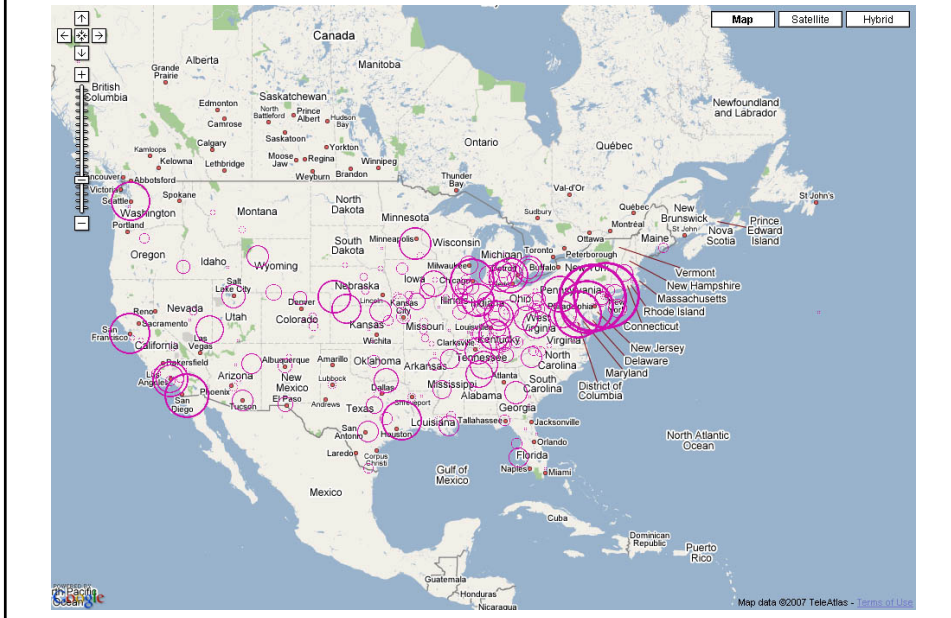 Map
Satellite
Hybrid
Canada
Alberta
Manitoba
Grande
Prairie
British
Columbia
Saskatchewan
Edmonton
North
Battleford
Prince
Albert
Hudson
Bay
Camrose
Newfoundland
and Labrador
Saskatoon
Calgary
Yorkton
Ontario
Québec
Kamloops
Kelowna
Lethbridge
Moose
Jaw
Regina
Winnipeg
Weyburn
Brandon
Thunder
Bay
ncouver
Abbotsford
Victoria
Val-d'Or
St John's
Seattle
Spokane
Washington
Montana
North
Dakota
Minnesota
Sudbury
Québec
Montréal
New
Brunswick
St John
Prince
Edward
Island
Nova
Scotia
Portland
Oregon
Idaho
Wyoming
South
Dakota
Minneapolis
Wisconsin
Ottawa
Maine
Toronto
Peterborough
Michigan
Milwaukee
Detroit
Buffalo
New York
Vermont
New Hampshire
Massachusetts
Rhode Island
Connecticut
Salt
Lake City
Nebraska
Iowa
Chicago
Pennsylvania
Philadelphia
New
York
Reno
Nevada
Utah
Denver
Colorado
Lincoln
Kansas
City
Illinois
Indiana
Ohio
West
Virginia
Virginia
Sacramento
San
Francisco
California
Las
Vegas
Kansas
Wichita
Missouri
Louisville
Kentucky
Clarksville
New Jersey
Delaware
Maryland
District of
Columbia
Bakersfield
Albuquerque
Amarillo
Oklahoma
Arkansas
Tennessee
North
Carolina
Los
Angeles
Arizona
Phoenix
New
Mexico
Lubbock
Dallas
Mississippi
Atlanta
South
Carolina
Alabama
San
Diego
Tucson
El Paso
Andrews
Texas
Shreveport
Georgia
Louisiana
Tallahassee
Jacksonville
San
Antonio
Houston
Orlando
North Atlantic
Ocean
Laredo
Corpus
Christi
Florida
Naples
Miami
Gulf of
Mexico
Mexico
Cuba
Dominican
Republic
Puerto
Rico
Guatemala
Honduras
Nicaragua
POWERED BY
Google
th Pacific
Ocean
Map data ©2007 TeleAtlas - Terms of Use